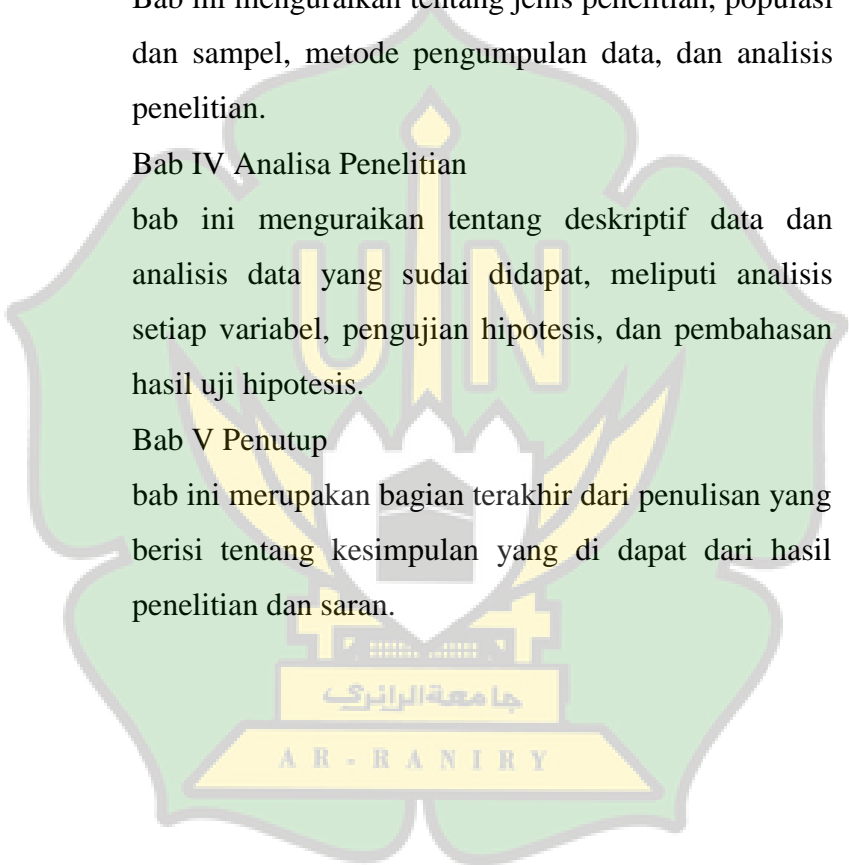 Bab ini menguraikan tentang jenis penelitian, populasi
dan sampel, metode pengumpulan data, dan analisis
penelitian.
Bab IV Analisa Penelitian
bab ini menguraikan tentang deskriptif data dan
analisis data yang sudai didapat, meliputi analisis
setiap variabel, pengujian hipotesis, dan pembahasan
hasil uji hipotesis.
Bab V Penutup
bab ini merupakan bagian terakhir dari penulisan yang
berisi tentang kesimpulan yang di dapat dari hasil
penelitian dan saran.
UIN
جامعة الرانري
AR-RANIRY